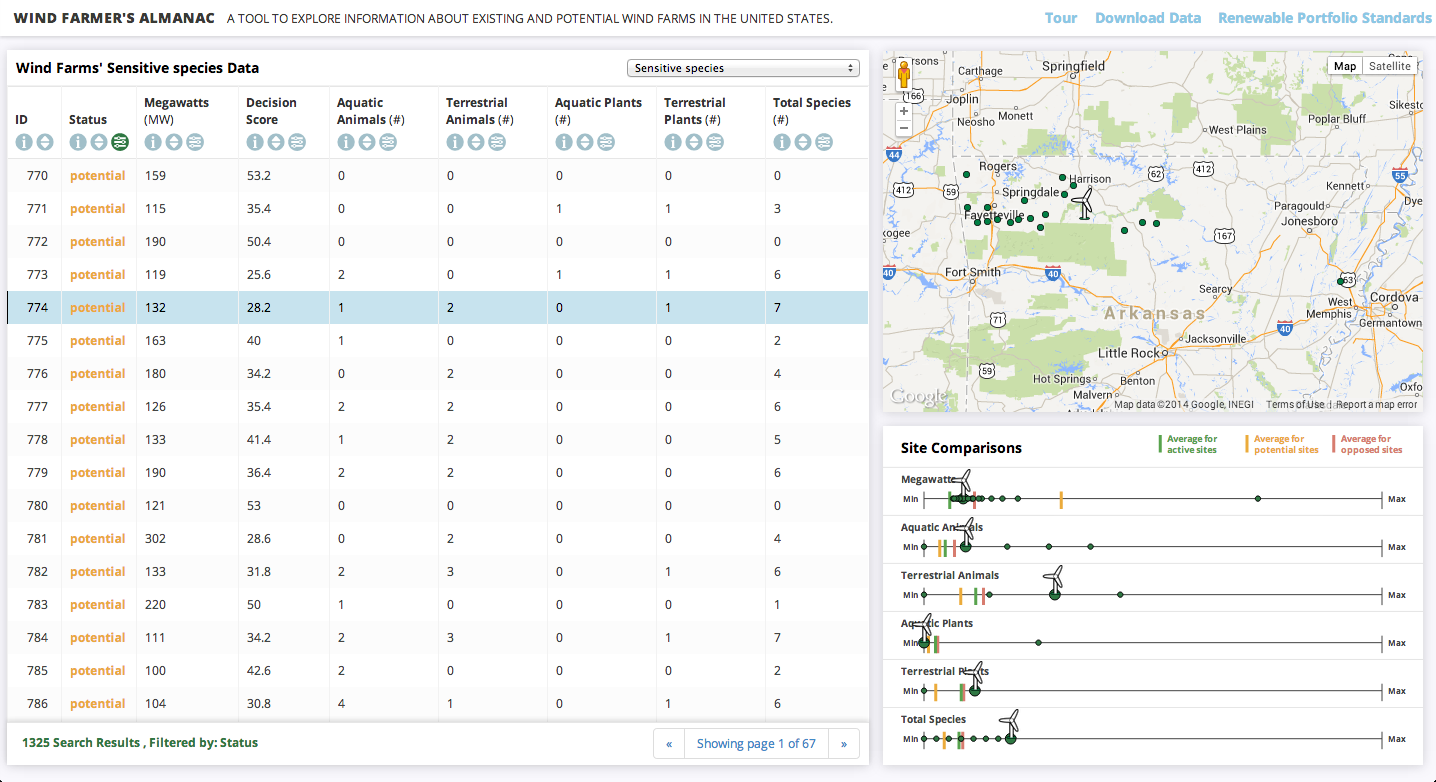 WIND FARMER'S ALMANAC A TOOL TO EXPLORE INFORMATION ABOUT EXISTING AND POTENTIAL WIND FARMS IN THE UNITED STATES. Tour Download Data Renewable Portfolio Standards
Wind Farms' Sensitive species Data Sensitive species
ID Status Megawatts (MW) Decision Score Aquatic Animals (#) Terrestrial Animals (#) Aquatic Plants (#) Terrestrial Plants (#) Total Species (#)
770 potential 159 53.2 0 0 0 0 0
771 potential 115 35.4 0 0 1 1 3
772 potential 190 50.4 0 0 0 0 0
773 potential 119 25.6 2 0 1 1 6
774 potential 132 28.2 1 2 0 1 7
775 potential 163 40 1 0 0 0 2
776 potential 180 34.2 0 2 0 0 4
777 potential 126 35.4 2 2 0 0 6
778 potential 133 41.4 1 2 0 0 5
779 potential 190 36.4 2 2 0 0 6
780 potential 121 53 0 0 0 0 0
781 potential 302 28.6 0 2 0 0 4
782 potential 133 31.8 2 3 0 1 6
783 potential 220 50 1 0 0 0 1
784 potential 111 34.2 2 3 0 1 7
785 potential 100 42.6 2 0 0 0 2
786 potential 104 30.8 4 1 0 1 6
1325 Search Results , Filtered by: Status « Showing page 1 of 67 »
Map Satellite
Parsons
Carthage
Springfield
166
Joplin
Neosho
Monett
West Plains
Poplar Bluff
Sikest
44
Rogers
Harrison
62
412
55
412
59
Springdale
Kennett
Paragould
Dye
Fayetteville
Jonesboro
kogee
167
40
Fort Smith
40
63
Searcy
West Memphis
Cordova
Germantown
71
Arkansas
40
Jacksonville
Little Rock
59
Hot Springs
Benton
Malvern
Oxfo
Google
Map data ©2014 Google, INEGI Terms of Use Report a map error
Site Comparisons
Average for active sites
Average for potential sites
Average for opposed sites
Megawatts
Min Max
Aquatic Animals
Min Max
Terrestrial Animals
Min Max
Aquatic Plants
Min Max
Terrestrial Plants
Min Max
Total Species
Min Max